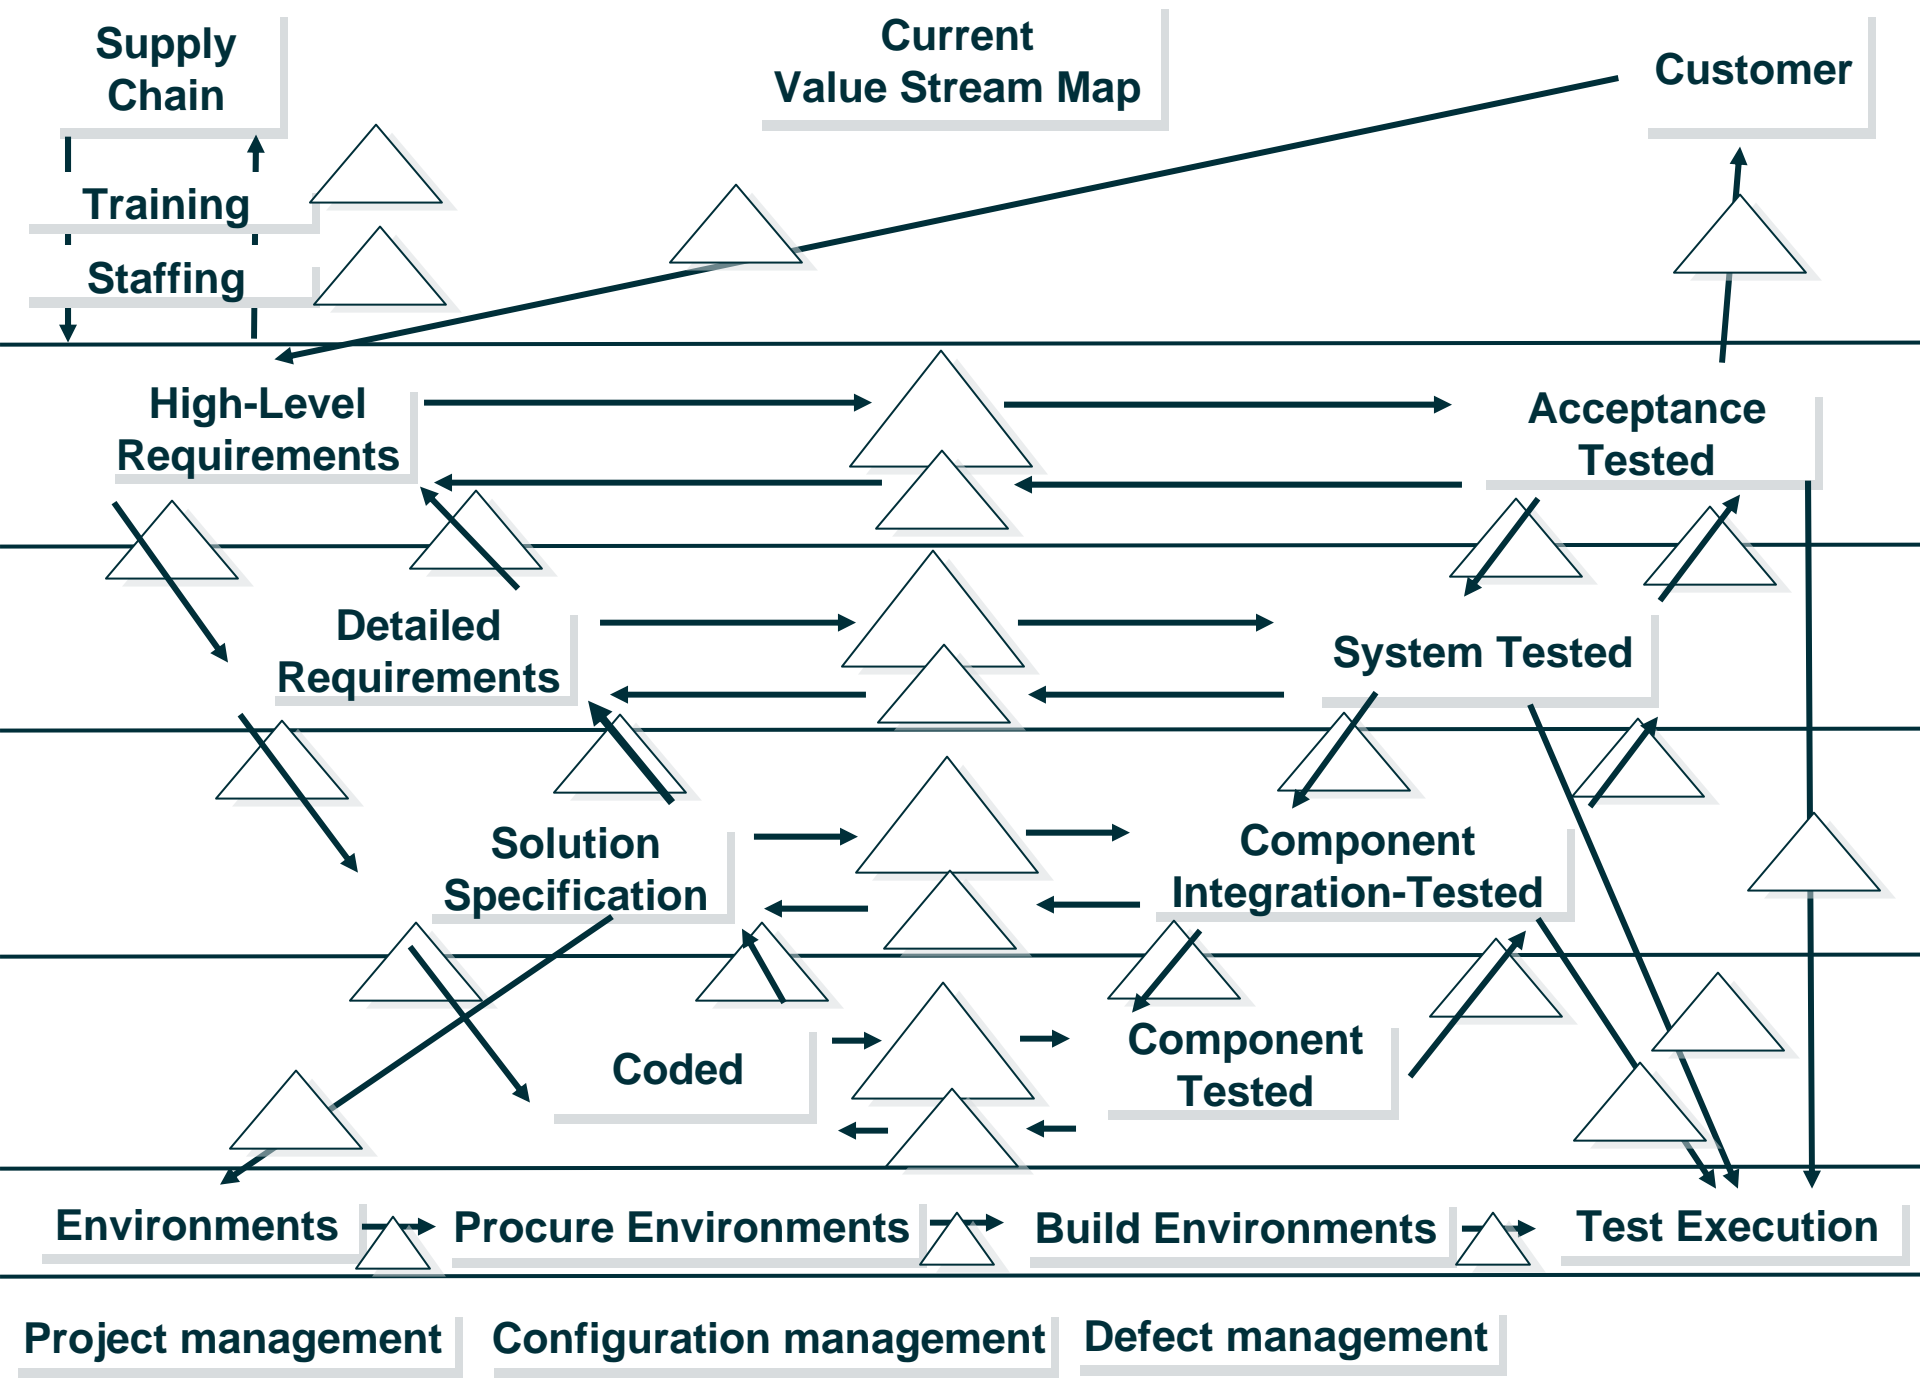 Supply
Chain
Current
Value Stream Map
Customer
Training
Staffing
High-Level
Requirements
Acceptance
Tested
Detailed
Requirements
System Tested
Solution
Specification
Component
Integration-Tested
Coded
Component
Tested
Environments
Procure Environments
Build Environments
Test Execution
Project management
Configuration management
Defect management